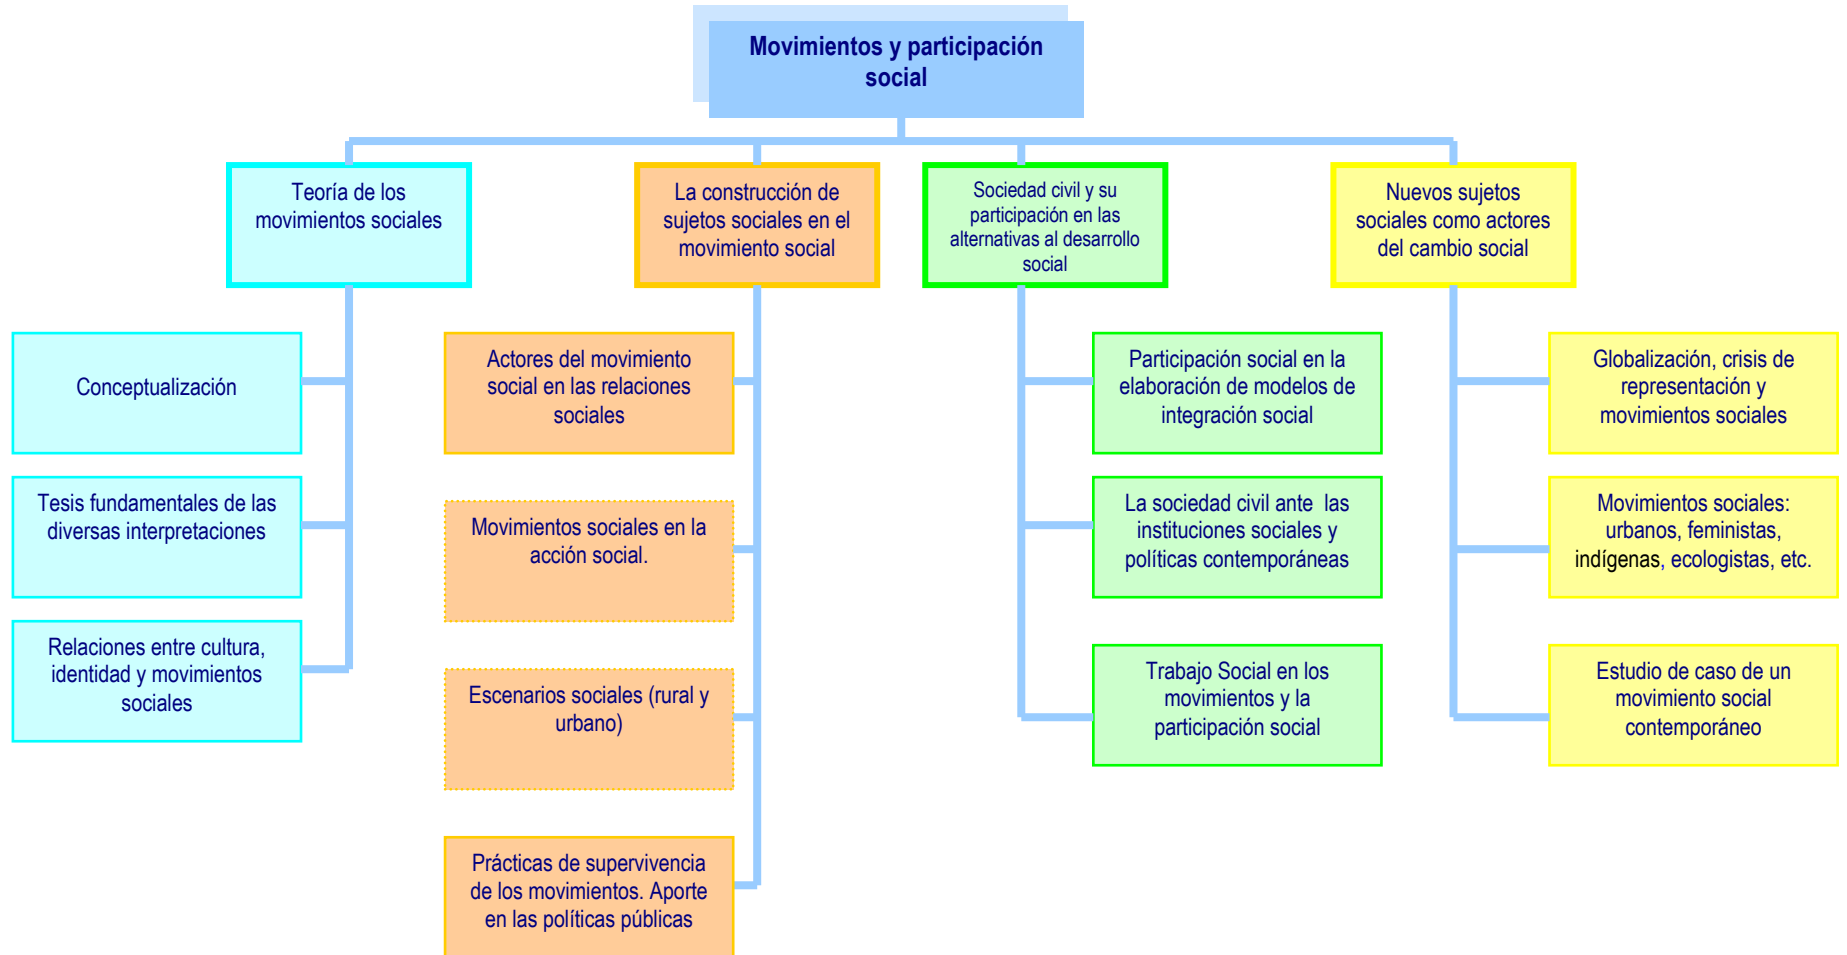 Movimientos y participación
social
Teoría de los
movimientos sociales
La construcción de
sujetos sociales en el
movimiento social
Sociedad civil y su
participación en las
alternativas al desarrollo
social
Nuevos sujetos
sociales como actores
del cambio social
Conceptualización
Tesis fundamentales de las
diversas interpretaciones
Relaciones entre cultura,
identidad y movimientos
sociales
Actores del movimiento
social en las relaciones
sociales
Movimientos sociales en la
acción social.
Escenarios sociales (rural y
urbano)
Prácticas de supervivencia
de los movimientos. Aporte
en las políticas públicas
Participación social en la
elaboración de modelos de
integración social
La sociedad civil ante  las
instituciones sociales y
políticas contemporáneas
Trabajo Social en los
movimientos y la
participación social
Globalización, crisis de
representación y
movimientos sociales
Movimientos sociales:
urbanos, feministas,
indígenas, ecologistas, etc.
Estudio de caso de un
movimiento social
contemporáneo